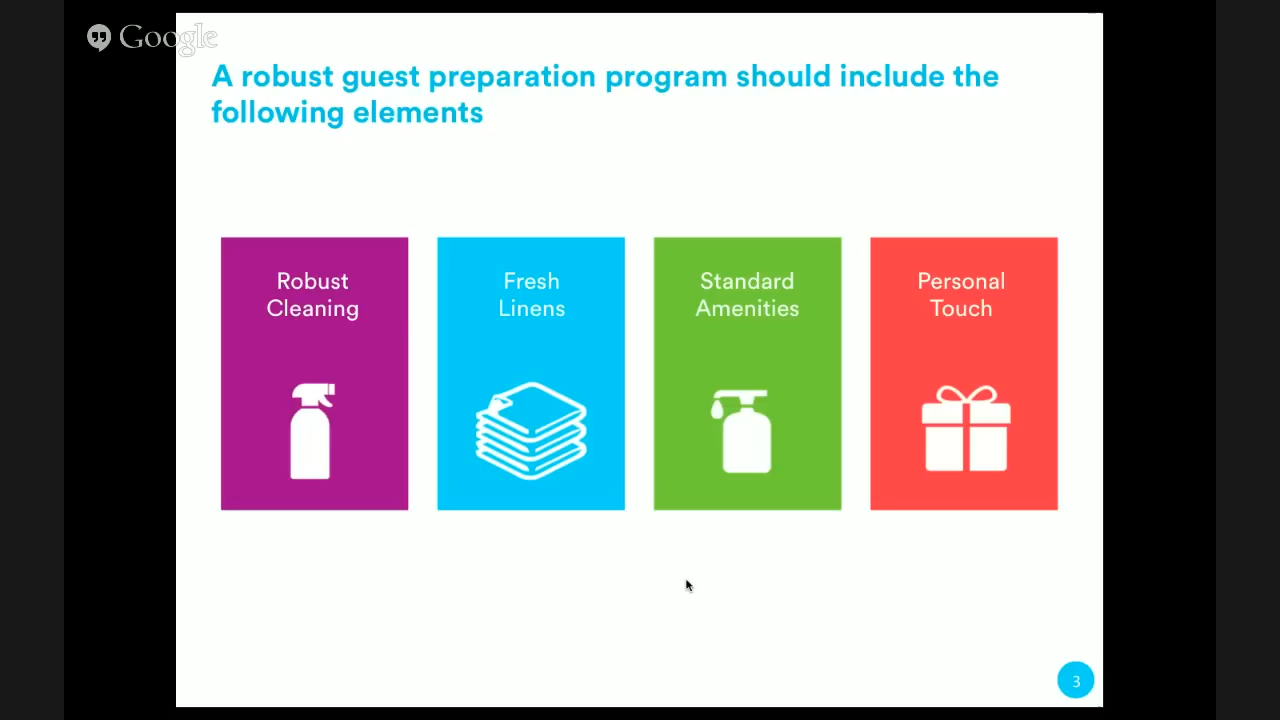 Google
A robust guest preparation program should include the
following elements
Robust
Cleaning
Fresh
Linens
Standard
Amenities
Personal
Touch
3